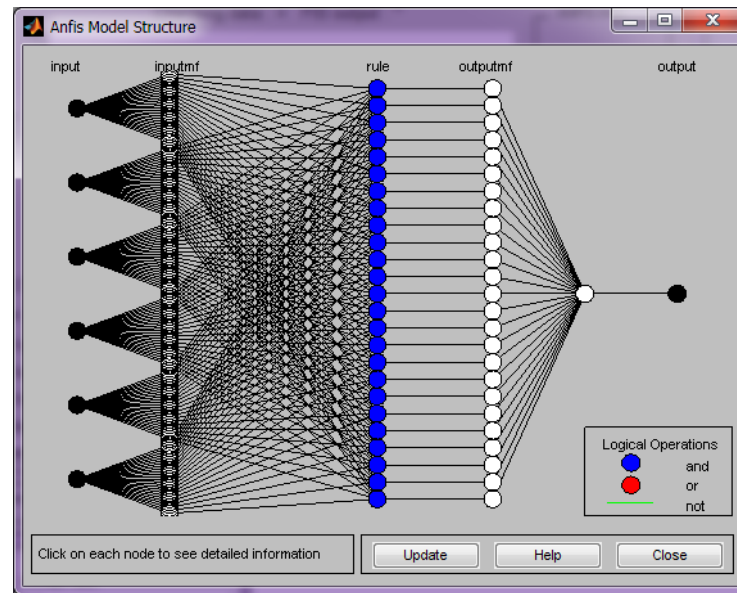 Anfis Model Structure
input inputmf rule outputmf output
Logical Operations
and
or
not
Click on each node to see detailed information
Update Help Close